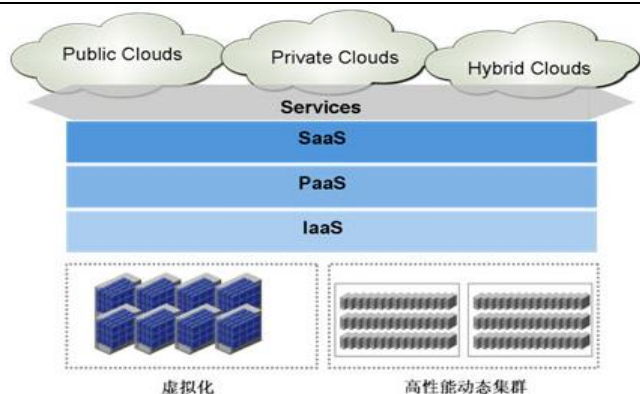 Public Clouds
Private Clouds
Hybrid Clouds
Services
SaaS
PaaS
IaaS
虚拟化
高性能动态集群